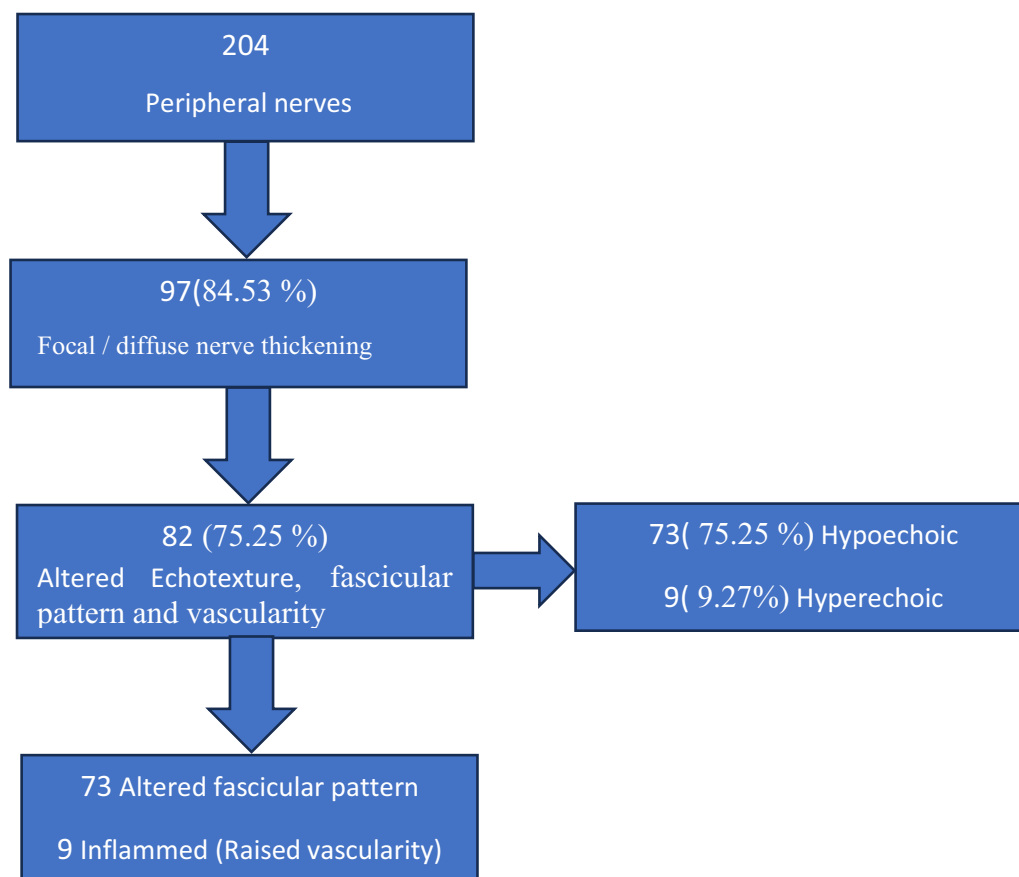 204
Peripheral nerves
97(84.53 %)
Focal / diffuse nerve thickening
82 (75.25 %)
Altered Echotexture, fascicular
pattern and vascularity
73( 75.25 %) Hypoechoic
9( 9.27%) Hyperechoic
73 Altered fascicular pattern
9 Inflammed (Raised vascularity)